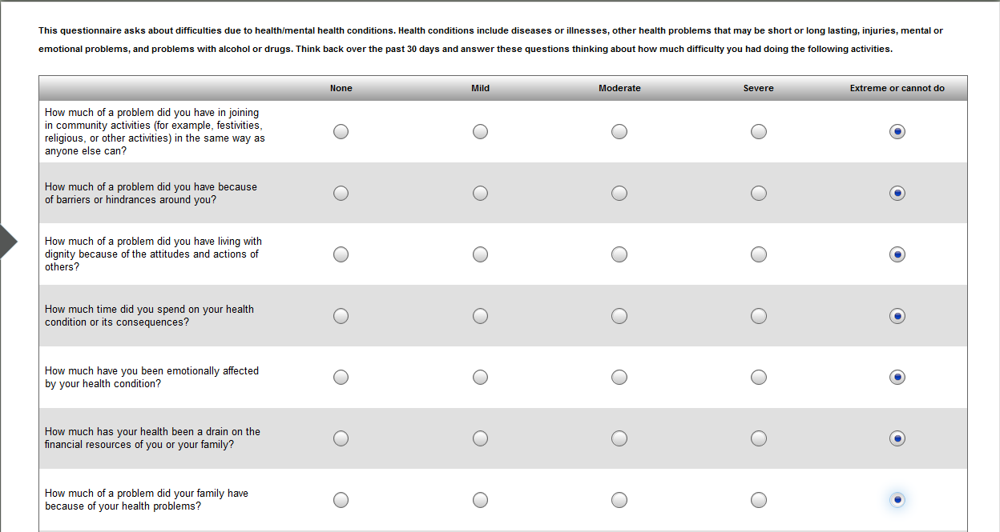 This questionnaire asks about difficulties due to health/mental health conditions. Health conditions include diseases or illnesses, other health problems that may be short or long lasting, injuries, mental or
emotional problems, and problems with alcohol or drugs. Think back over the past 30 days and answer these questions thinking about how much difficulty you had doing the following activities.
None Mild Moderate Severe Extreme or cannot do
How much of a problem did you have in joining
in community activities (for example, festivities,
religious, or other activities) in the same way as
anyone else can?
How much of a problem did you have because
of barriers or hindrances around you?
How much of a problem did you have living with
dignity because of the attitudes and actions of
others?
How much time did you spend on your health
condition or its consequences?
How much have you been emotionally affected
by your health condition?
How much has your health been a drain on the
financial resources of you or your family?
How much of a problem did your family have
because of your health problems?